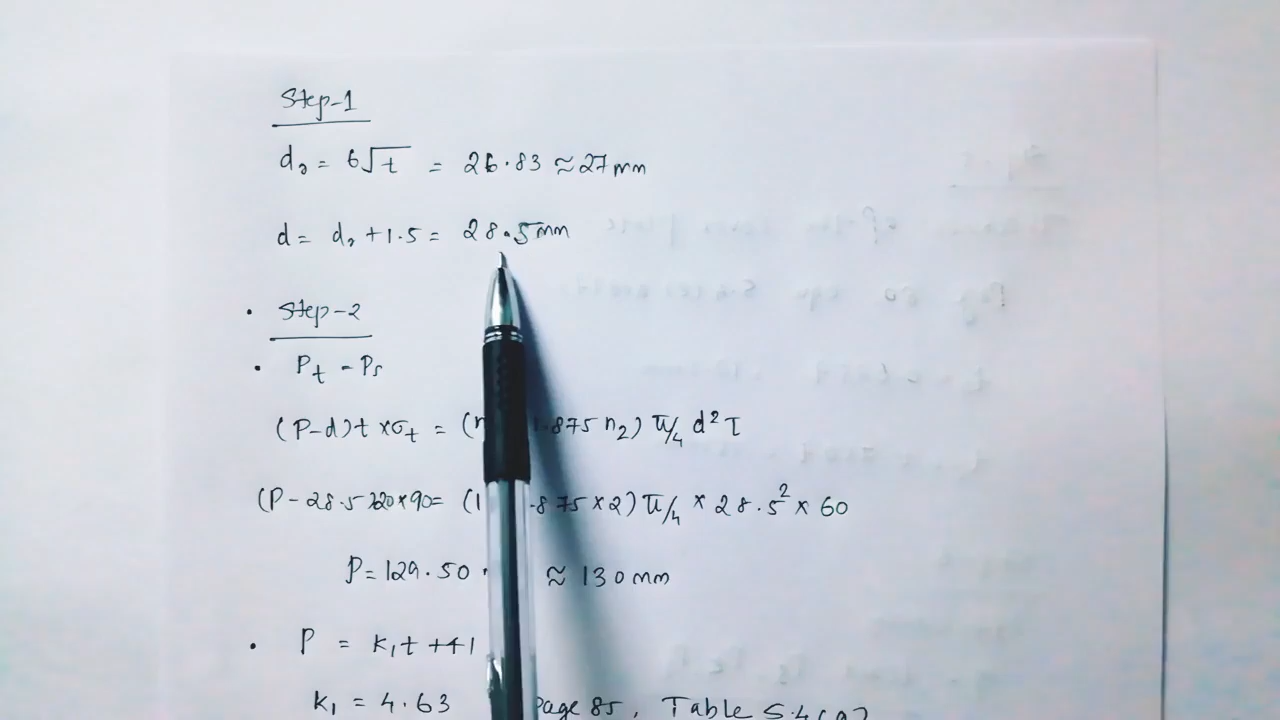 Step-1
d₀ = 6√t = 26.83 ≈ 27mm
d = d₀ + 1.5 = 28.5mm
• Step-2
• Pt = Ps
(P-d)t×σt = ( .875 n₂) π/4 d² τ
(P-28.5)20×90 = (1 .875×2) π/4 × 28.5² × 60
P = 129.50 ≈ 130mm
• P = k₁t + 41
k₁ = 4.63 page 85, Table 5.4(a)